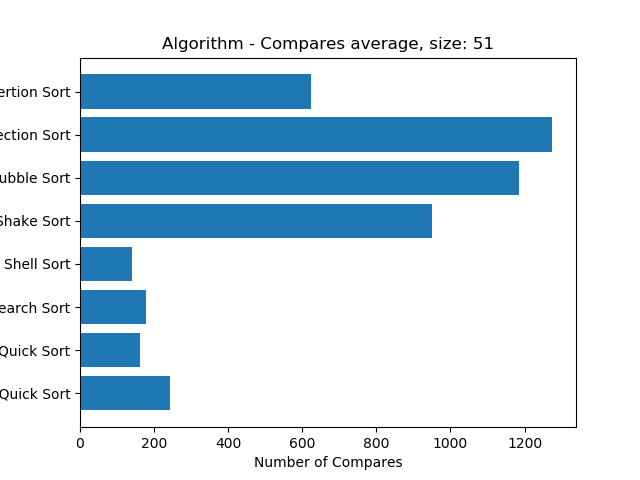 Algorithm - Compares average, size: 51
ertion Sort
ection Sort
ubble Sort
Shake Sort
Shell Sort
earch Sort
Quick Sort
Quick Sort
0 200 400 600 800 1000 1200
Number of Compares